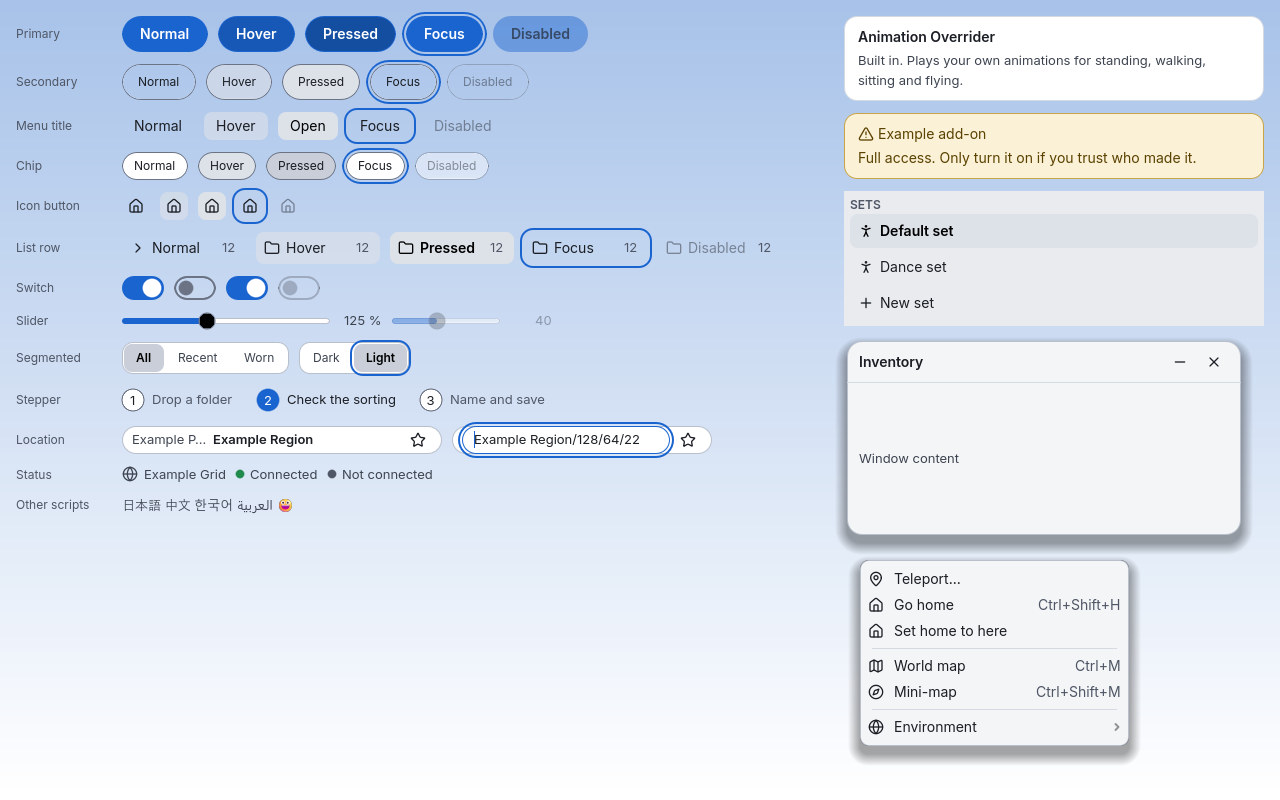 Primary Normal Hover Pressed Focus Disabled
Secondary Normal Hover Pressed Focus Disabled
Menu title Normal Hover Open Focus Disabled
Chip Normal Hover Pressed Focus Disabled
Icon button
List row Normal 12 Hover 12 Pressed 12 Focus 12 Disabled 12
Switch
Slider 125 % 40
Segmented All Recent Worn Dark Light
Stepper 1 Drop a folder 2 Check the sorting 3 Name and save
Location Example P... Example Region Example Region/128/64/22
Status Example Grid Connected Not connected
Other scripts 日本語 中文 한국어 العربية 😀
Animation Overrider
Built in. Plays your own animations for standing, walking,
sitting and flying.
Example add-on
Full access. Only turn it on if you trust who made it.
SETS
Default set
Dance set
New set
Inventory
Window content
Teleport...
Go home Ctrl+Shift+H
Set home to here
World map Ctrl+M
Mini-map Ctrl+Shift+M
Environment